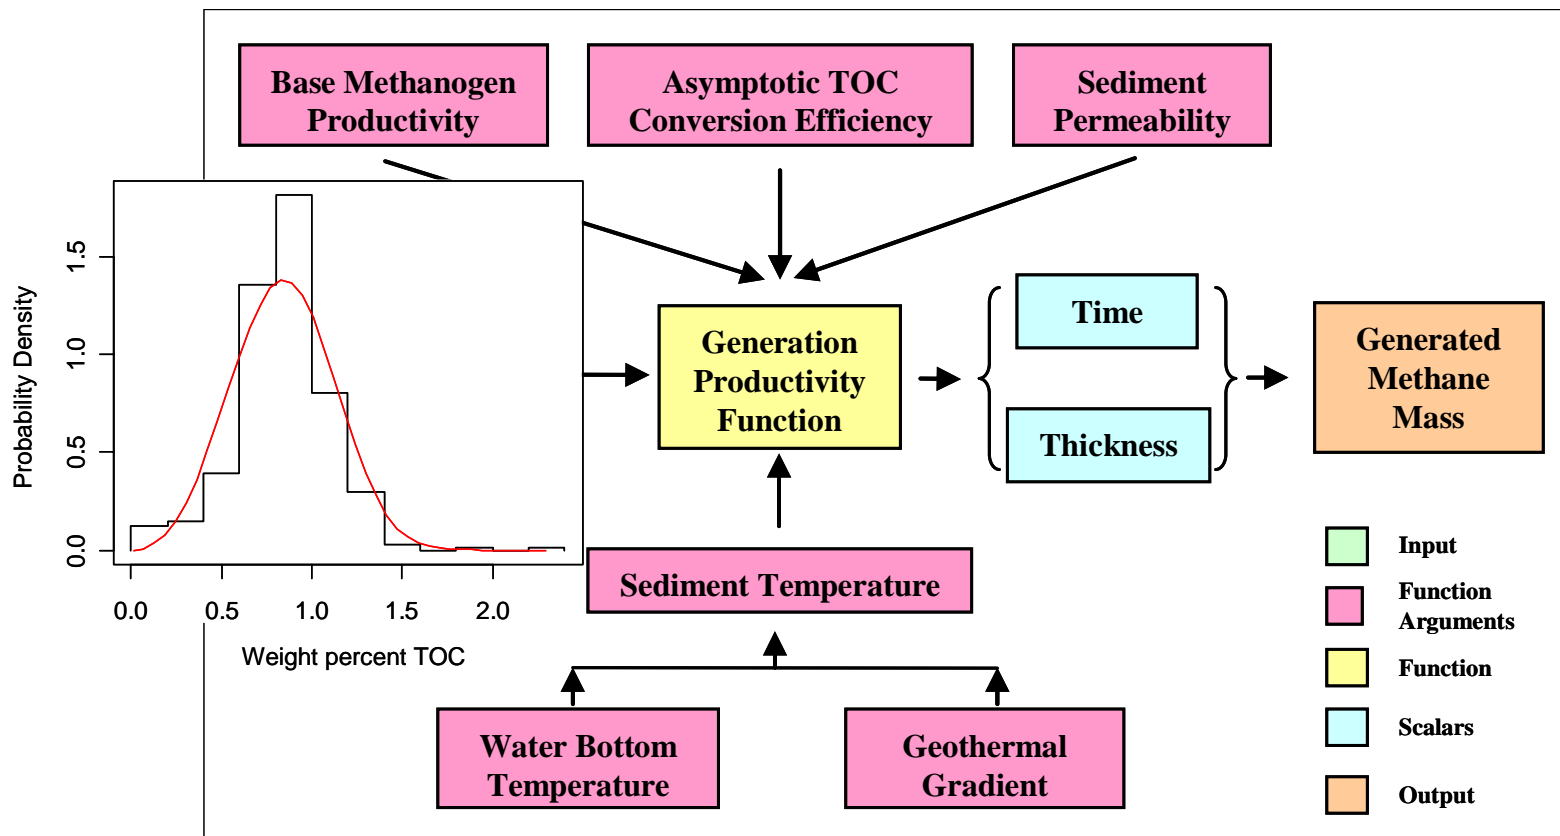 Base Methanogen
Productivity
Asymptotic TOC
Conversion Efficiency
Sediment
Permeability
Probability Density
0.0
0.5
1.0
1.5
0.0
0.5
1.0
1.5
2.0
Weight percent TOC
Generation
Productivity
Function
Time
Thickness
Generated
Methane
Mass
Sediment Temperature
Water Bottom
Temperature
Geothermal
Gradient
Input
Function
Arguments
Function
Scalars
Output